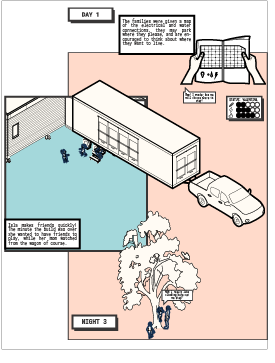 DAY 1
The families were given a map
of the electrical and water
connections, they may park
where they please, and are en-
couraged to think about where
they want to live.
Isla makes friends quickly!
The minute the build was over
she wanted to have friends to
play, while her mom watched
from the wagon of course.
NIGHT 3